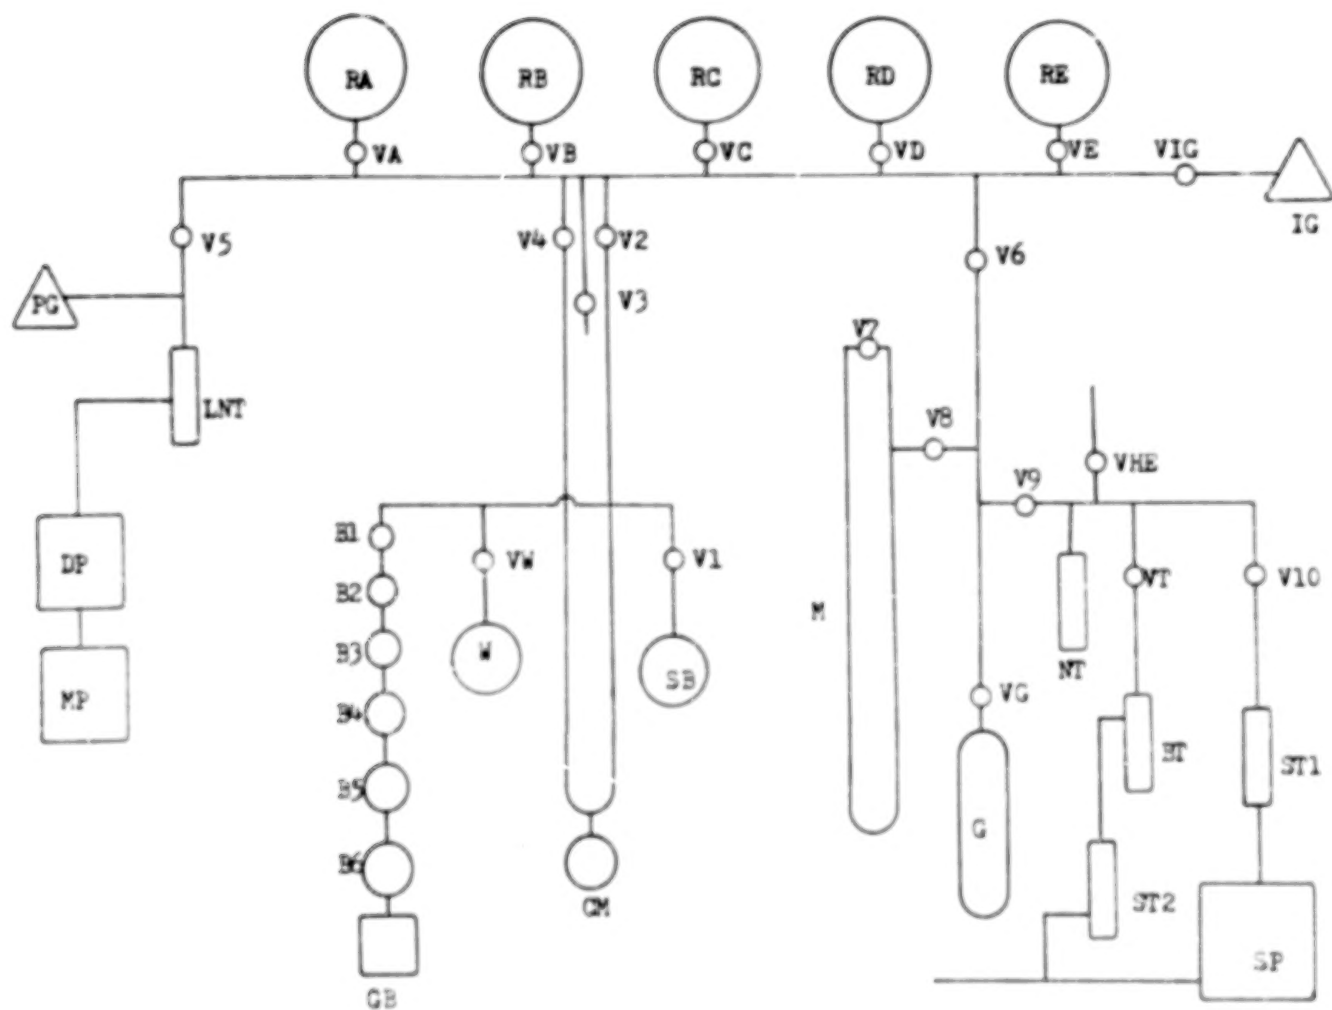 RA RB RC RD RE
VA VB VC VD VE VIG
IG
V5 V4 V2 V6
PG V3
V7
LNT V8
VHE
V9
B1 VW V1
DP B2 VT V10
M
B3 W NT
SB
MP B4 VG
BT ST1
B5
G
B6
GM ST2
SP
GB